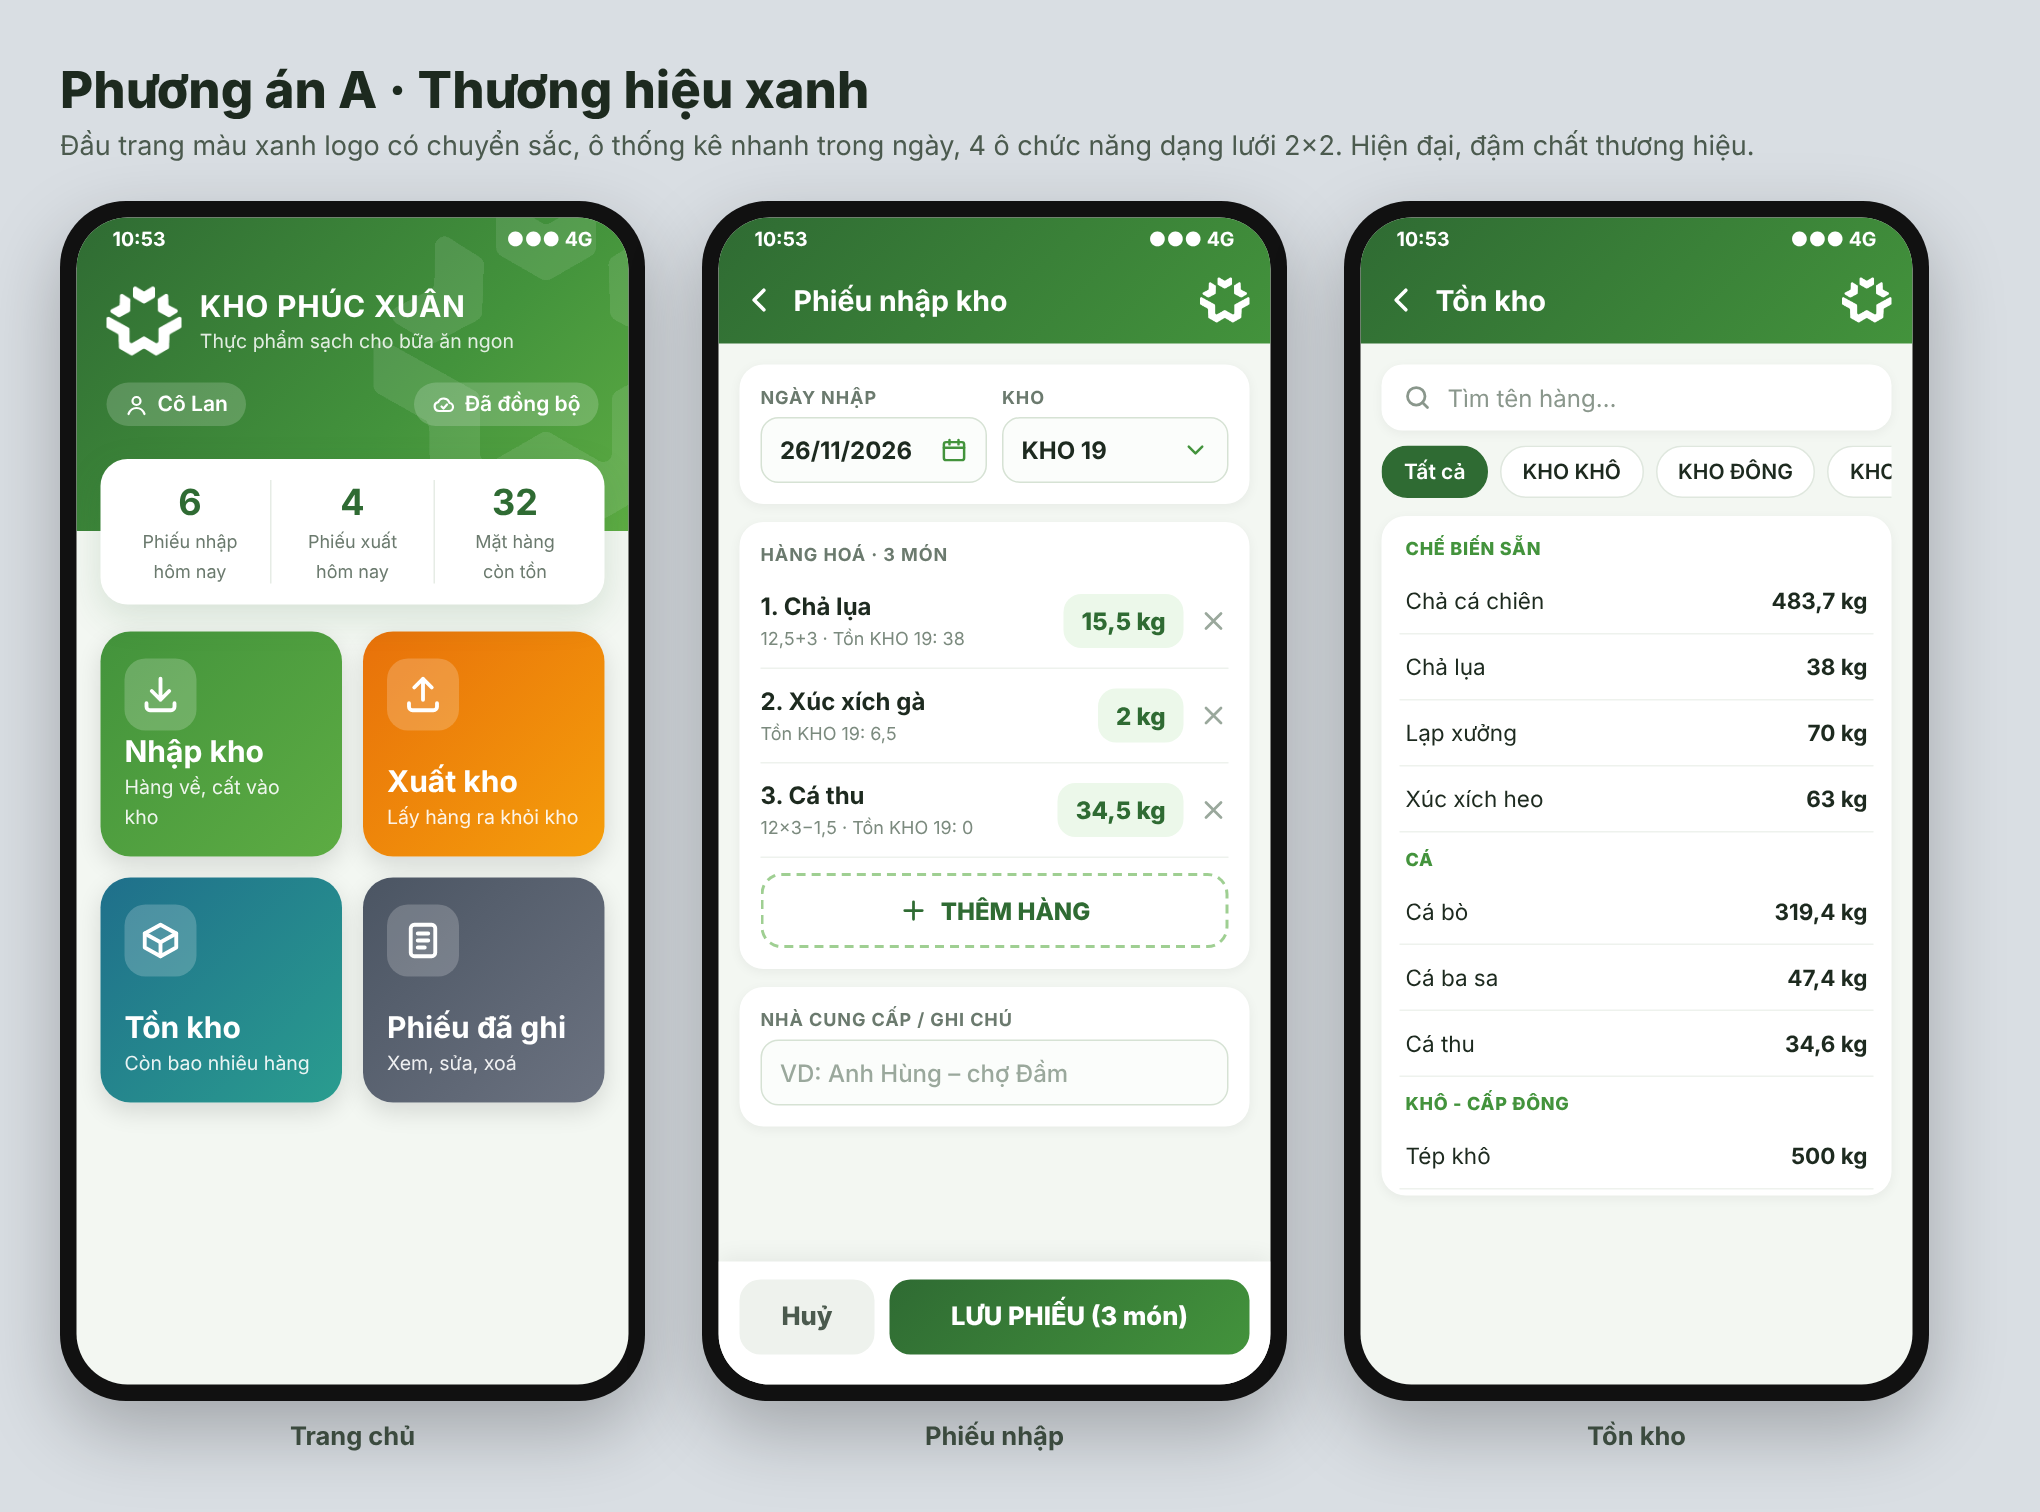 Phương án A · Thương hiệu xanh
Đầu trang màu xanh logo có chuyển sắc, ô thống kê nhanh trong ngày, 4 ô chức năng dạng lưới 2×2. Hiện đại, đậm chất thương hiệu.
10:53
4G
KHO PHÚC XUÂN
Thực phẩm sạch cho bữa ăn ngon
Cô Lan
Đã đồng bộ
6
Phiếu nhập
hôm nay
4
Phiếu xuất
hôm nay
32
Mặt hàng
còn tồn
Nhập kho
Hàng về, cất vào
kho
Xuất kho
Lấy hàng ra khỏi kho
Tồn kho
Còn bao nhiêu hàng
Phiếu đã ghi
Xem, sửa, xoá
Trang chủ
10:53
4G
Phiếu nhập kho
NGÀY NHẬP
KHO
26/11/2026
KHO 19
HÀNG HOÁ · 3 MÓN
1. Chả lụa
12,5+3 · Tồn KHO 19: 38
15,5 kg
2. Xúc xích gà
Tồn KHO 19: 6,5
2 kg
3. Cá thu
12×3−1,5 · Tồn KHO 19: 0
34,5 kg
+ THÊM HÀNG
NHÀ CUNG CẤP / GHI CHÚ
VD: Anh Hùng – chợ Đầm
Huỷ
LƯU PHIẾU (3 món)
Phiếu nhập
10:53
4G
Tồn kho
Tìm tên hàng...
Tất cả
KHO KHÔ
KHO ĐÔNG
KHO
CHẾ BIẾN SẴN
Chả cá chiên
483,7 kg
Chả lụa
38 kg
Lạp xưởng
70 kg
Xúc xích heo
63 kg
CÁ
Cá bò
319,4 kg
Cá ba sa
47,4 kg
Cá thu
34,6 kg
KHÔ - CẤP ĐÔNG
Tép khô
500 kg
Tồn kho